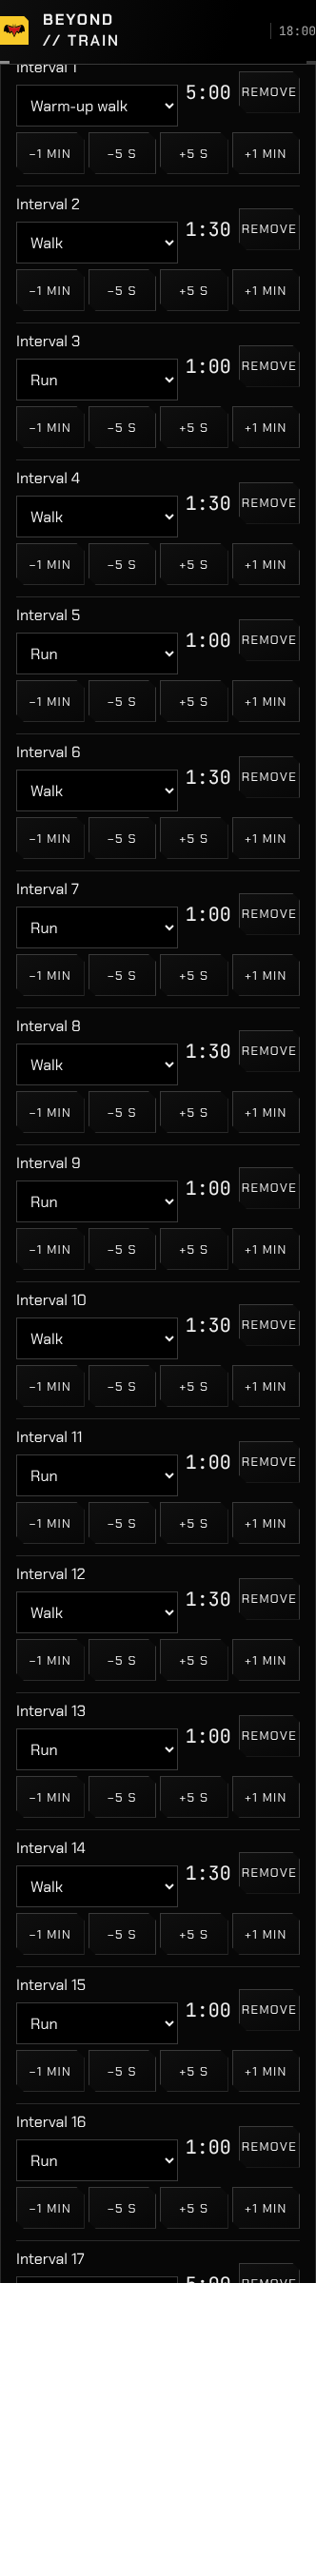 BEYOND
// TRAIN
18:00
Interval 1
Warm-up walk 5:00 REMOVE
−1 MIN −5 S +5 S +1 MIN
Interval 2
Walk 1:30 REMOVE
−1 MIN −5 S +5 S +1 MIN
Interval 3
Run 1:00 REMOVE
−1 MIN −5 S +5 S +1 MIN
Interval 4
Walk 1:30 REMOVE
−1 MIN −5 S +5 S +1 MIN
Interval 5
Run 1:00 REMOVE
−1 MIN −5 S +5 S +1 MIN
Interval 6
Walk 1:30 REMOVE
−1 MIN −5 S +5 S +1 MIN
Interval 7
Run 1:00 REMOVE
−1 MIN −5 S +5 S +1 MIN
Interval 8
Walk 1:30 REMOVE
−1 MIN −5 S +5 S +1 MIN
Interval 9
Run 1:00 REMOVE
−1 MIN −5 S +5 S +1 MIN
Interval 10
Walk 1:30 REMOVE
−1 MIN −5 S +5 S +1 MIN
Interval 11
Run 1:00 REMOVE
−1 MIN −5 S +5 S +1 MIN
Interval 12
Walk 1:30 REMOVE
−1 MIN −5 S +5 S +1 MIN
Interval 13
Run 1:00 REMOVE
−1 MIN −5 S +5 S +1 MIN
Interval 14
Walk 1:30 REMOVE
−1 MIN −5 S +5 S +1 MIN
Interval 15
Run 1:00 REMOVE
−1 MIN −5 S +5 S +1 MIN
Interval 16
Run 1:00 REMOVE
−1 MIN −5 S +5 S +1 MIN
Interval 17
5:00 REMOVE